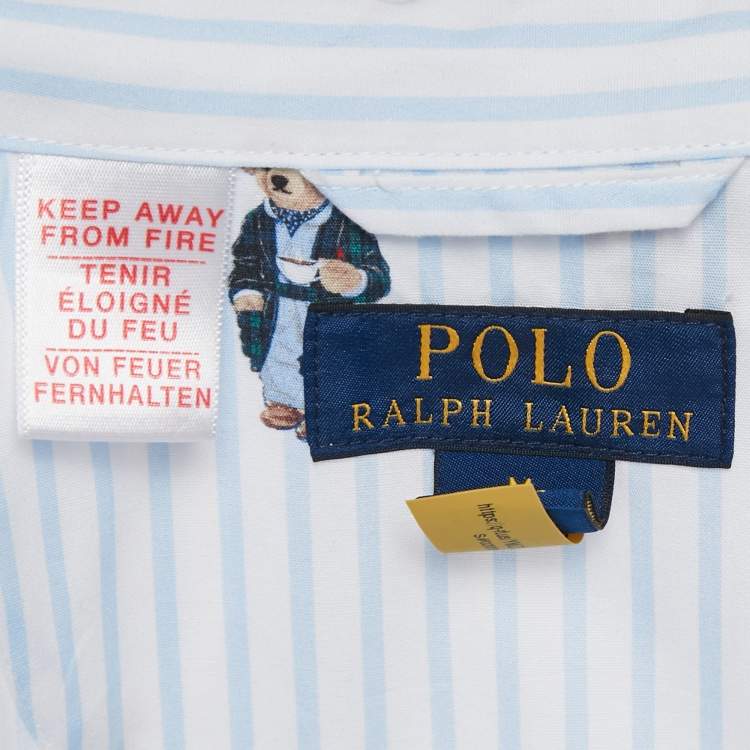 KEEP AWAY
FROM FIRE
TENIR
ÉLOIGNÉ
DU FEU
VON FEUER
FERNHALTEN
POLO
RALPH LAUREN